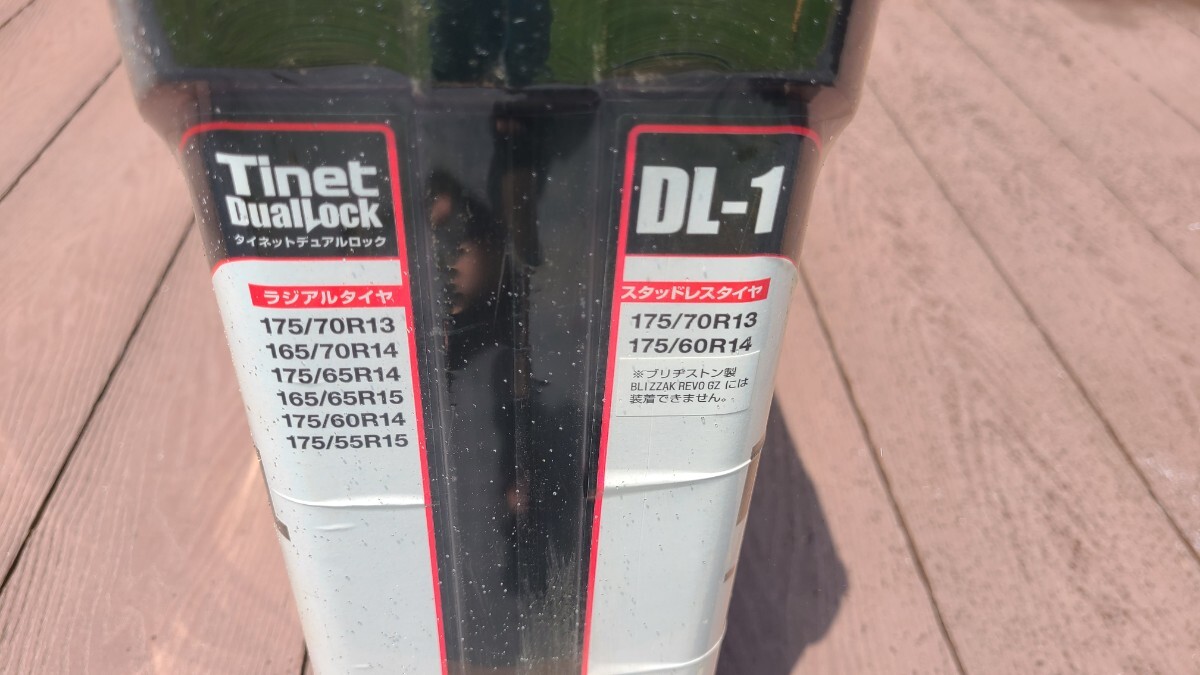 Tinet
DualLock
タイネットデュアルロック
ラジアルタイヤ
175/70R13
165/70R14
175/65R14
165/65R15
175/60R14
175/55R15
DL-1
スタッドレスタイヤ
175/70R13
175/60R14
※ブリヂストン製
BLIZZAK REVO GZ には
装着できません。